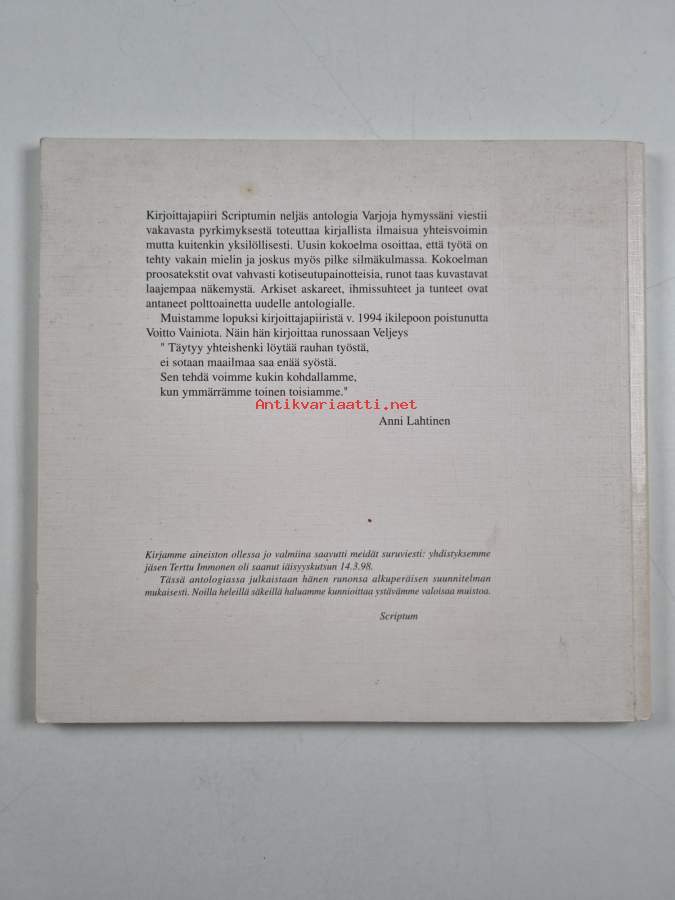 Kirjoittajapiiri Scriptumin neljäs antologia Varjoja hymyssäni viestii
vakavasta pyrkimyksestä toteuttaa kirjallista ilmaisua yhteisvoimin
mutta kuitenkin yksilöllisesti. Uusin kokoelma osoittaa, että työtä on
tehty vakain mielin ja joskus myös pilke silmäkulmassa. Kokoelman
proosatekstit ovat vahvasti kotiseutupainotteisia, runot taas kuvastavat
laajempaa näkemystä. Arkiset askareet, ihmissuhteet ja tunteet ovat
antaneet polttoainetta uudelle antologialle.
Muistamme lopuksi kirjoittajapiiristä v. 1994 ikilepoon poistunutta
Voitto Vainiota. Näin hän kirjoittaa runossaan Veljeys
" Täytyy yhteishenki löytää rauhan työstä,
ei sotaan maailmaa saa enää syöstä.
Sen tehdä voimme kukin kohdallamme,
kun ymmärrämme toinen toisiamme."
Antikvariaatti.net
Anni Lahtinen
Kirjamme aineiston ollessa jo valmiina saavutti meidät suruviesti: yhdistyksemme
jäsen Terttu Immonen oli saanut iäisyyskutsun 14.3.98.
Tässä antologiassa julkaistaan hänen runonsa alkuperäisen suunnitelman
mukaisesti. Noilla heleillä säkeillä haluamme kunnioittaa ystävämme valoisaa muistoa.
Scriptum